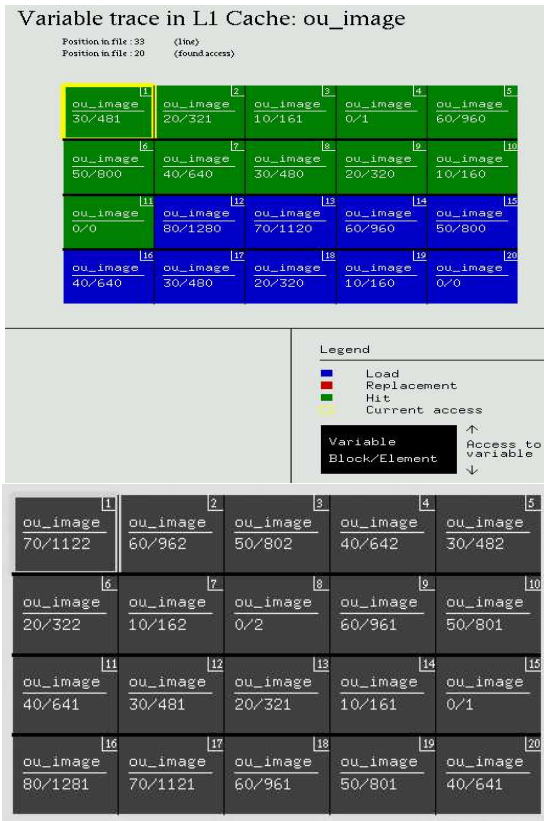 Variable trace in L1 Cache: ou_image
Position in file : 33 (line)
Position in file : 20 (found access)
1 2 3 4 5
ou_image ou_image ou_image ou_image ou_image
30/481 20/321 10/161 0/1 60/960
6 7 8 9 10
ou_image ou_image ou_image ou_image ou_image
50/800 40/640 30/480 20/320 10/160
11 12 13 14 15
ou_image ou_image ou_image ou_image ou_image
0/0 80/1280 70/1120 60/960 50/800
16 17 18 19 20
ou_image ou_image ou_image ou_image ou_image
40/640 30/480 20/320 10/160 0/0
Legend
Load
Replacement
Hit
Current access
Variable
Block/Element
↑
Access to
variable
↓
1 2 3 4 5
ou_image ou_image ou_image ou_image ou_image
70/1122 60/962 50/802 40/642 30/482
6 7 8 9 10
ou_image ou_image ou_image ou_image ou_image
20/322 10/162 0/2 60/961 50/801
11 12 13 14 15
ou_image ou_image ou_image ou_image ou_image
40/641 30/481 20/321 10/161 0/1
16 17 18 19 20
ou_image ou_image ou_image ou_image ou_image
80/1281 70/1121 60/961 50/801 40/641